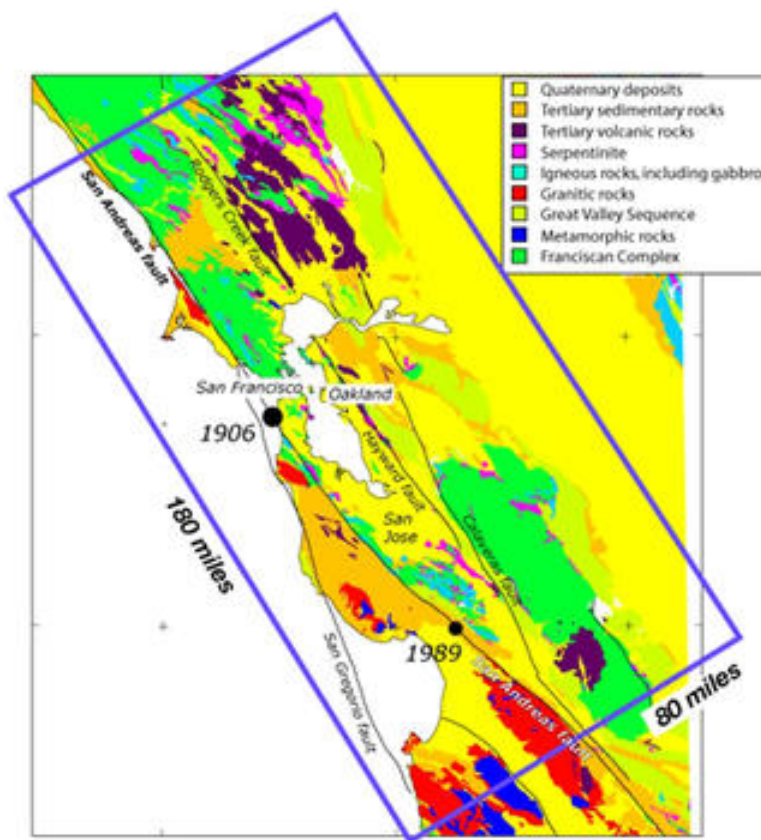 Quaternary deposits
Tertiary sedimentary rocks
Tertiary volcanic rocks
Serpentinite
Igneous rocks, including gabbro
Granitic rocks
Great Valley Sequence
Metamorphic rocks
Franciscan Complex
Rodgers Creek fault
San Andreas fault
San Francisco
Oakland
1906
Hayward fault
San
Jose
180 miles
Calaveras fault
1989
San Gregorio fault
San Andreas fault
80 miles